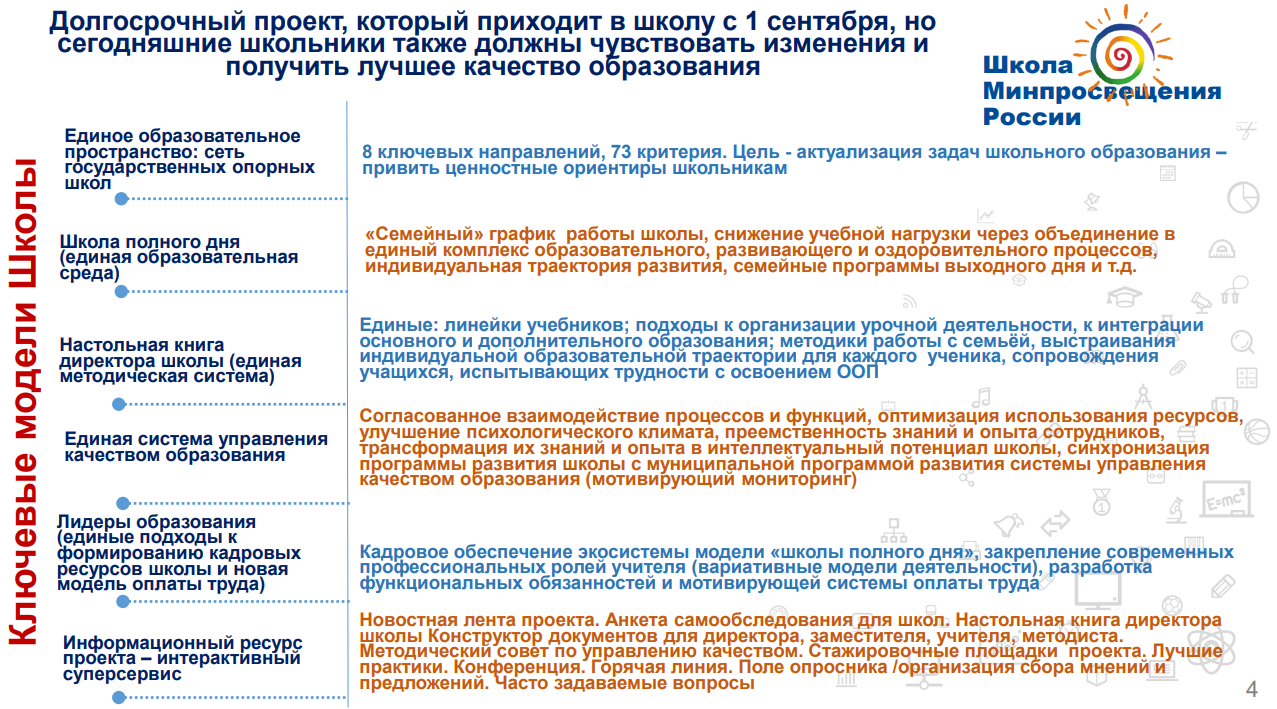 Долгосрочный проект, который приходит в школу с 1 сентября, но
сегодняшние школьники также должны чувствовать изменения и
получить лучшее качество образования
Школа
Минпросвещения
России
Ключевые модели Школы
Единое образовательное
пространство: сеть
государственных опорных
школ
8 ключевых направлений, 73 критерия. Цель - актуализация задач школьного образования –
привить ценностные ориентиры школьникам
Школа полного дня
(единая образовательная
среда)
«Семейный» график работы школы, снижение учебной нагрузки через объединение в
единый комплекс образовательного, развивающего и оздоровительного процессов,
индивидуальная траектория развития, семейные программы выходного дня и т.д.
Настольная книга
директора школы (единая
методическая система)
Единые: линейки учебников; подходы к организации урочной деятельности, к интеграции
основного и дополнительного образования; методики работы с семьёй, выстраивания
индивидуальной образовательной траектории для каждого ученика, сопровождения
учащихся, испытывающих трудности с освоением ООП
Единая система управления
качеством образования
Согласованное взаимодействие процессов и функций, оптимизация использования ресурсов,
улучшение психологического климата, преемственность знаний и опыта сотрудников,
трансформация их знаний и опыта в интеллектуальный потенциал школы, синхронизация
программы развития школы с муниципальной программой развития системы управления
качеством образования (мотивирующий мониторинг)
E=mc²
Лидеры образования
(единые подходы к
формированию кадровых
ресурсов школы и новая
модель оплаты труда)
Кадровое обеспечение экосистемы модели «школы полного дня», закрепление современных
профессиональных ролей учителя (вариативные модели деятельности), разработка
функциональных обязанностей и мотивирующей системы оплаты труда
Информационный ресурс
проекта – интерактивный
суперсервис
Новостная лента проекта. Анкета самообследования для школ. Настольная книга директора
школы Конструктор документов для директора, заместителя, учителя, методиста.
Методический совет по управлению качеством. Стажировочные площадки проекта. Лучшие
практики. Конференция. Горячая линия. Поле опросника /организация сбора мнений и
предложений. Часто задаваемые вопросы
4